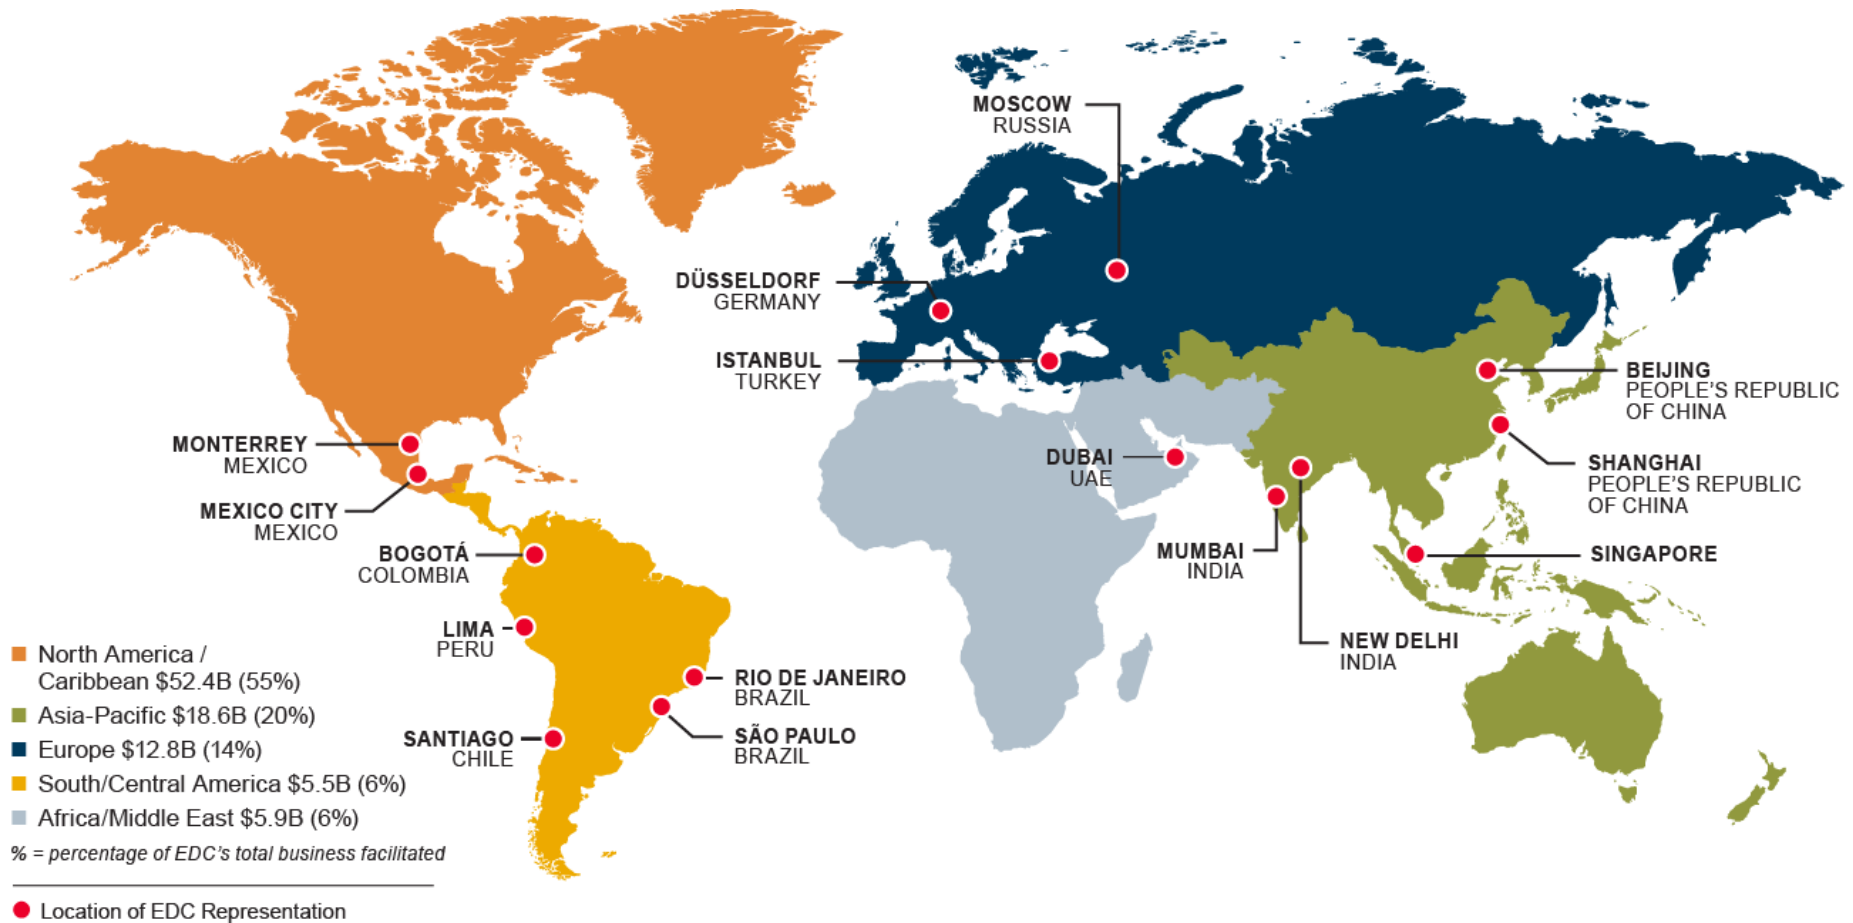 MOSCOW
RUSSIA
DÜSSELDORF
GERMANY
ISTANBUL
TURKEY
BEIJING
PEOPLE'S REPUBLIC
OF CHINA
MONTERREY
MEXICO
DUBAI
UAE
SHANGHAI
PEOPLE'S REPUBLIC
OF CHINA
MEXICO CITY
MEXICO
BOGOTÁ
COLOMBIA
MUMBAI
INDIA
SINGAPORE
LIMA
PERU
NEW DELHI
INDIA
RIO DE JANEIRO
BRAZIL
SANTIAGO
CHILE
SÃO PAULO
BRAZIL
North America /
Caribbean $52.4B (55%)
Asia-Pacific $18.6B (20%)
Europe $12.8B (14%)
South/Central America $5.5B (6%)
Africa/Middle East $5.9B (6%)
% = percentage of EDC's total business facilitated
Location of EDC Representation